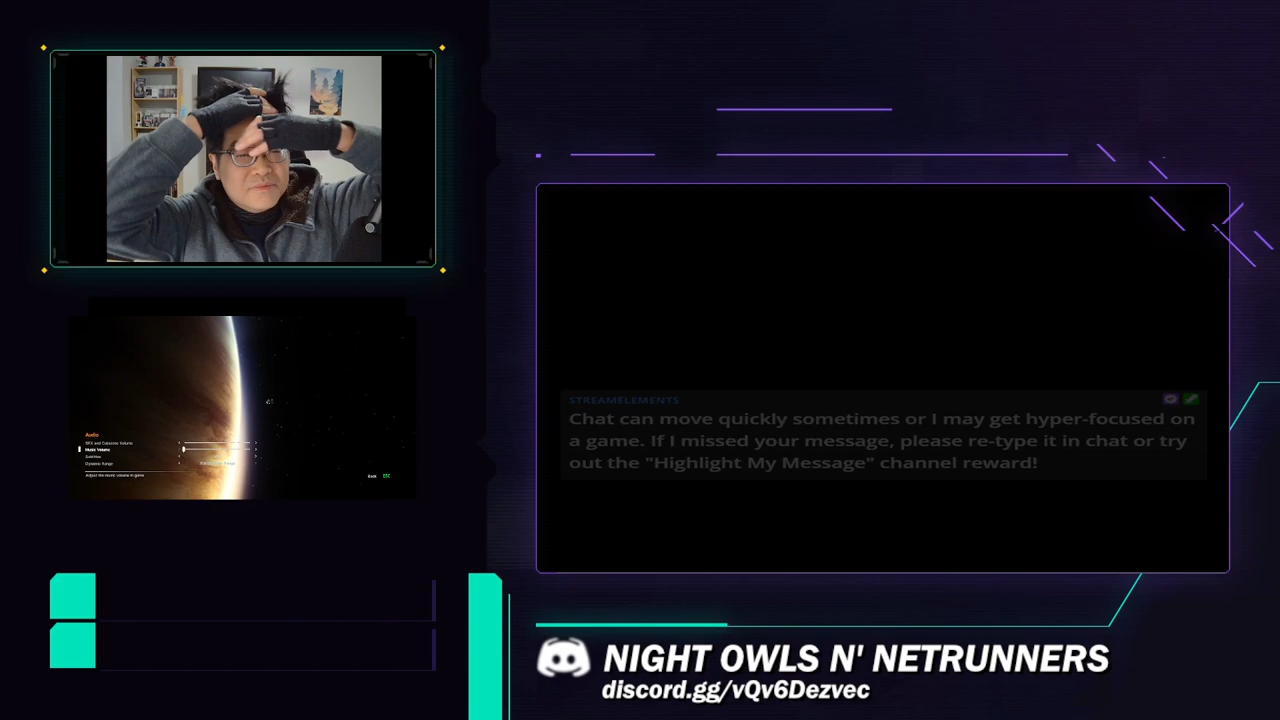 Audio
SFX and Cutscene Volume
Music Volume
Subtitles
Dynamic Range
Adjust the music volume in game
Back ESC
STREAMELEMENTS
Chat can move quickly sometimes or I may get hyper-focused on
a game. If I missed your message, please re-type it in chat or try
out the "Highlight My Message" channel reward!
NIGHT OWLS N' NETRUNNERS
discord.gg/vQv6Dezvec